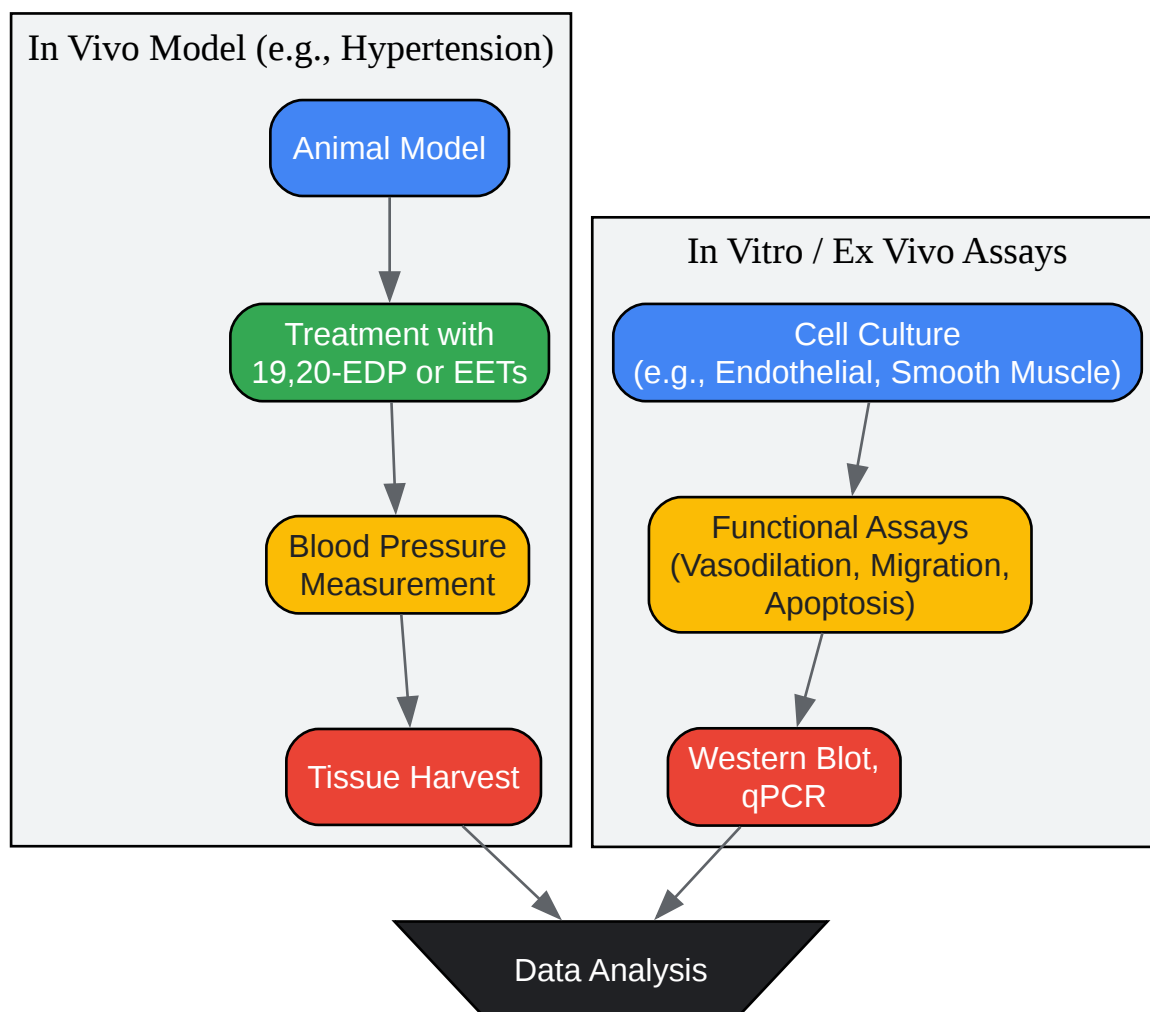 In Vivo Model (e.g., Hypertension)
Animal Model
Treatment with
19,20-EDP or EETs
Blood Pressure
Measurement
Tissue Harvest
In Vitro / Ex Vivo Assays
Cell Culture
(e.g., Endothelial, Smooth Muscle)
Functional Assays
(Vasodilation, Migration,
Apoptosis)
Western Blot,
qPCR
Data Analysis